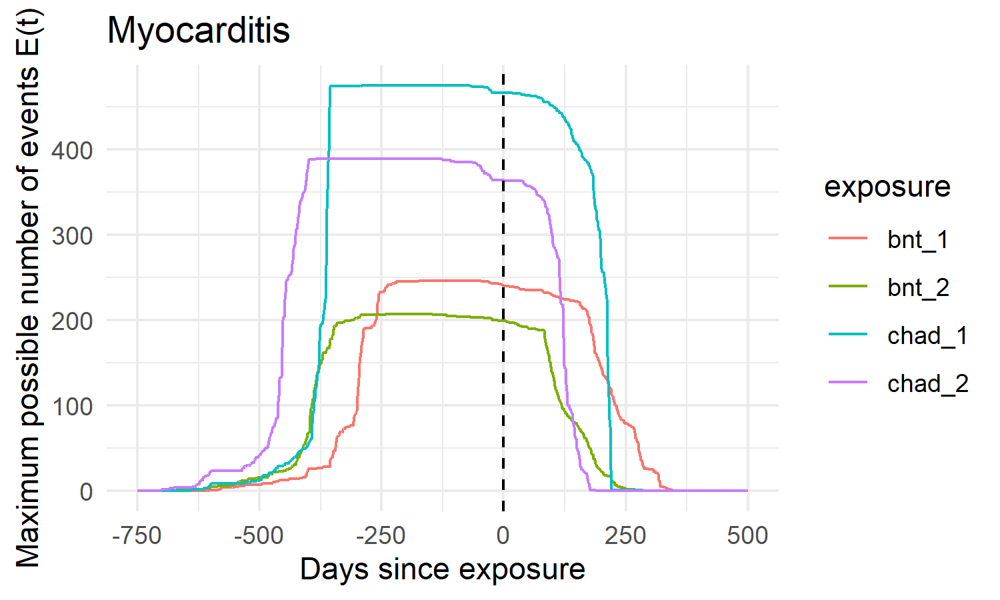 Myocarditis
Maximum possible number of events E(t)
400
300
200
100
0
-750 -500 -250 0 250 500
Days since exposure
exposure
bnt_1
bnt_2
chad_1
chad_2